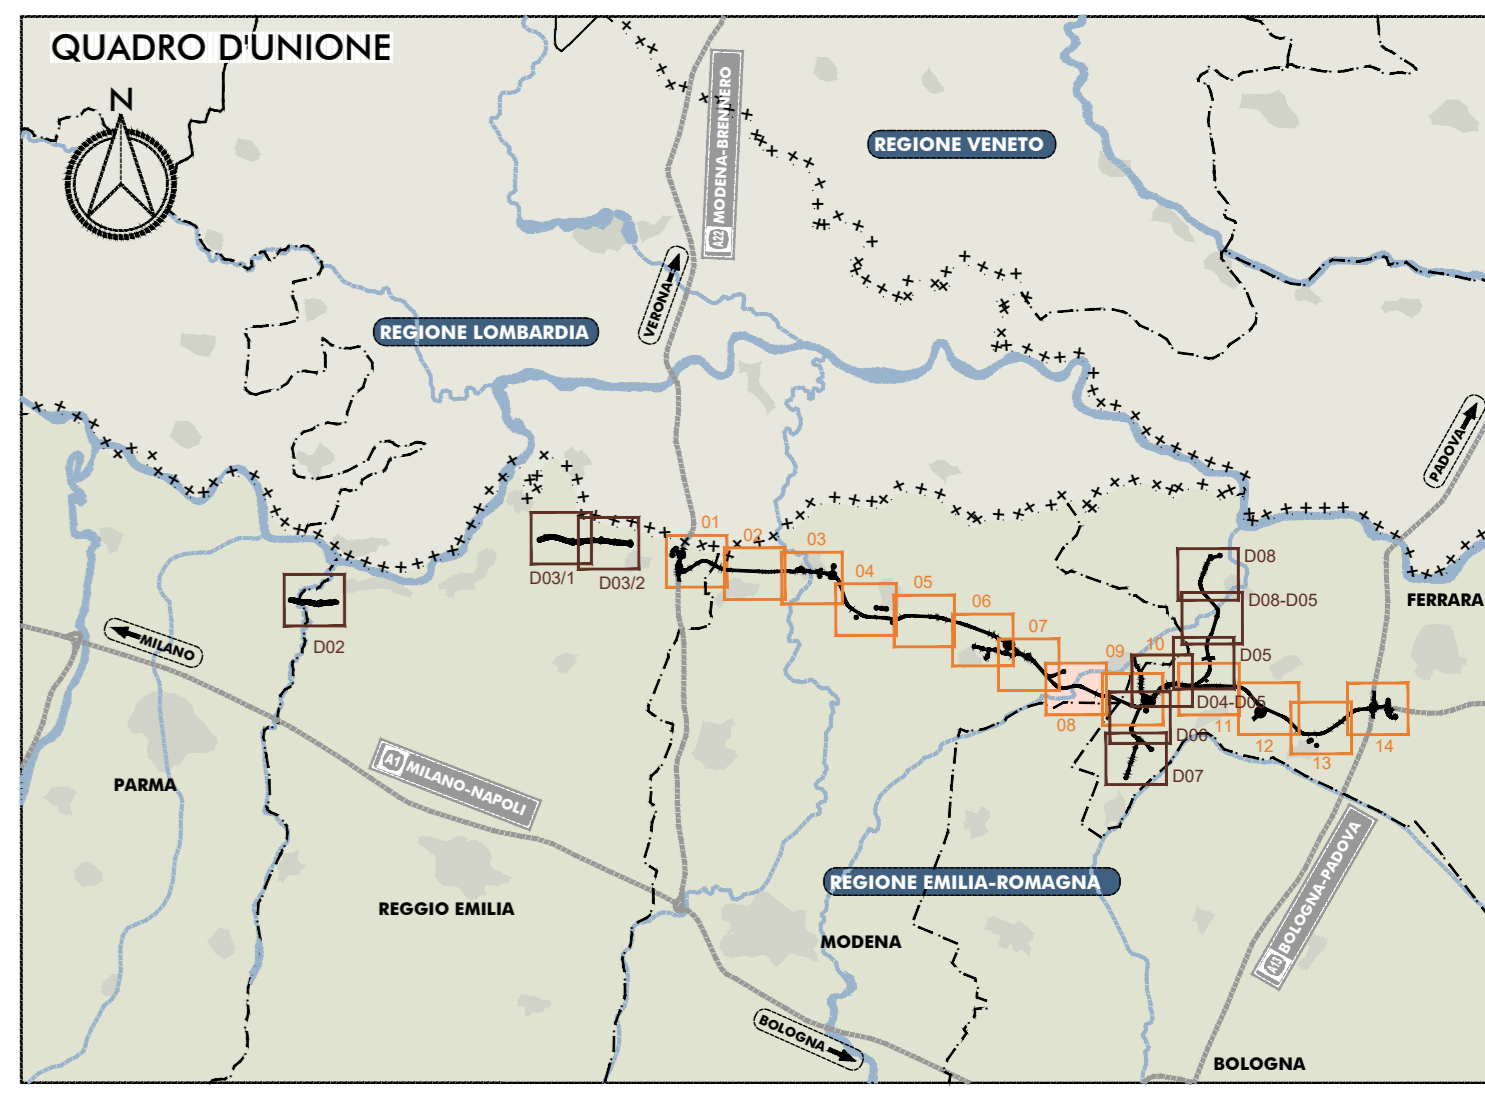 QUADRO D'UNIONE
N
A22 MODENA-BRENNERO
REGIONE VENETO
VERONA
REGIONE LOMBARDIA
PADOVA
01
02
03
04
05
06
07
08
09
10
11
12
13
14
D03/1
D03/2
D02
D08
D08-D05
D05
D04-D05
D06
D07
FERRARA
MILANO
PARMA
A1 MILANO-NAPOLI
REGGIO EMILIA
REGIONE EMILIA-ROMAGNA
MODENA
A13 BOLOGNA-PADOVA
BOLOGNA
BOLOGNA